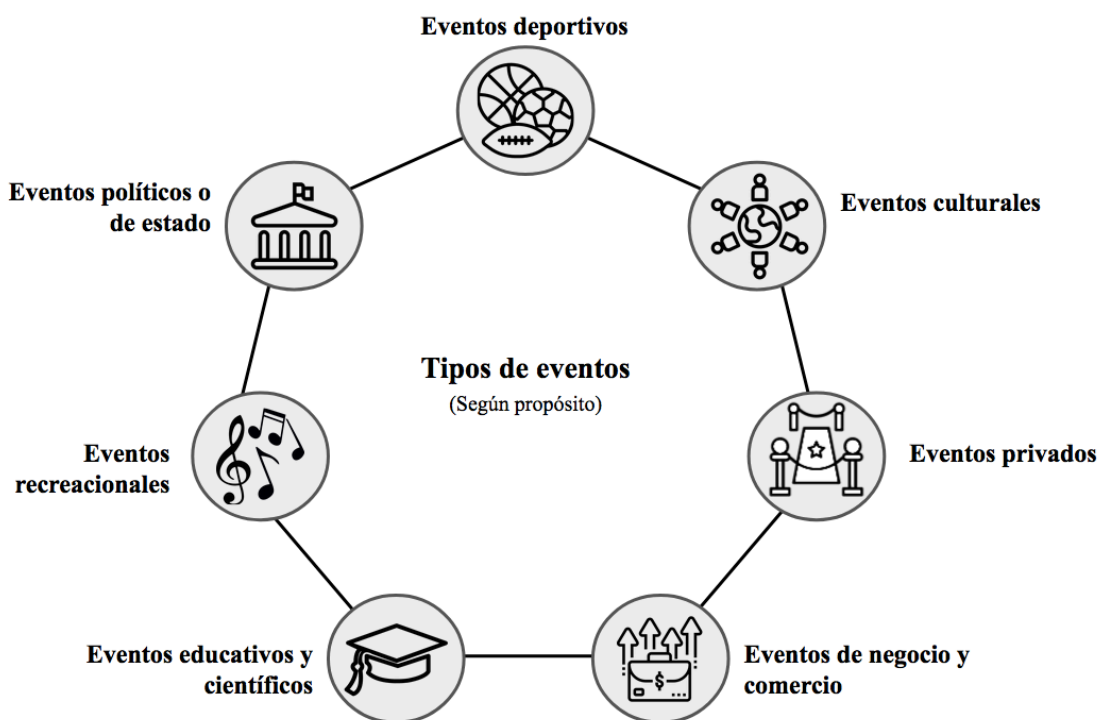 Eventos deportivos
Eventos políticos o
de estado
Eventos culturales
Tipos de eventos
(Según propósito)
Eventos
recreacionales
Eventos privados
Eventos educativos y
científicos
Eventos de negocio y
comercio
$